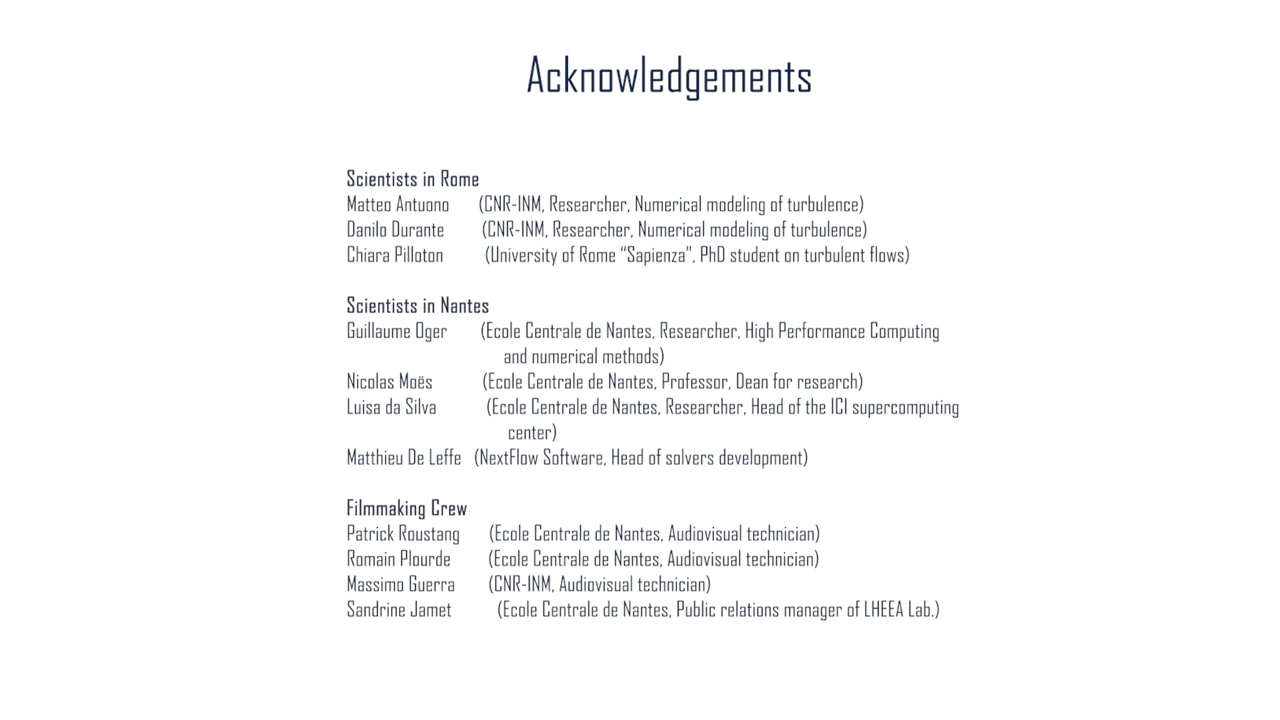 Acknowledgements
Scientists in Rome
Matteo Antuono (CNR-INM, Researcher, Numerical modeling of turbulence)
Danilo Durante (CNR-INM, Researcher, Numerical modeling of turbulence)
Chiara Pilloton (University of Rome “Sapienza”, PhD student on turbulent flows)
Scientists in Nantes
Guillaume Oger (Ecole Centrale de Nantes, Researcher, High Performance Computing
and numerical methods)
Nicolas Moës (Ecole Centrale de Nantes, Professor, Dean for research)
Luisa da Silva (Ecole Centrale de Nantes, Researcher, Head of the ICI supercomputing
center)
Matthieu De Leffe (NextFlow Software, Head of solvers development)
Filmmaking Crew
Patrick Roustang (Ecole Centrale de Nantes, Audiovisual technician)
Romain Plourde (Ecole Centrale de Nantes, Audiovisual technician)
Massimo Guerra (CNR-INM, Audiovisual technician)
Sandrine Jamet (Ecole Centrale de Nantes, Public relations manager of LHEEA Lab.)